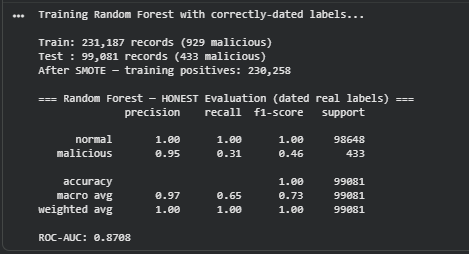 Training Random Forest with correctly-dated labels...
Train: 231,187 records (929 malicious)
Test : 99,081 records (433 malicious)
After SMOTE — training positives: 230,258
=== Random Forest — HONEST Evaluation (dated real labels) ===
precision recall f1-score support
normal 1.00 1.00 1.00 98648
malicious 0.95 0.31 0.46 433
accuracy 1.00 99081
macro avg 0.97 0.65 0.73 99081
weighted avg 1.00 1.00 1.00 99081
ROC-AUC: 0.8708